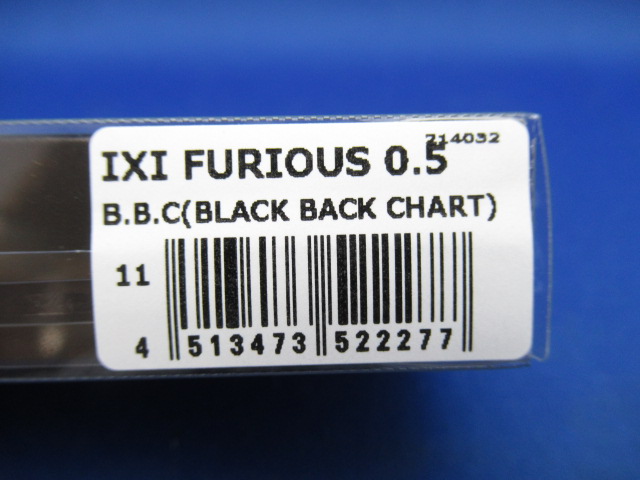 714032
IXI FURIOUS 0.5
B.B.C(BLACK BACK CHART)
11
4 513473 522277